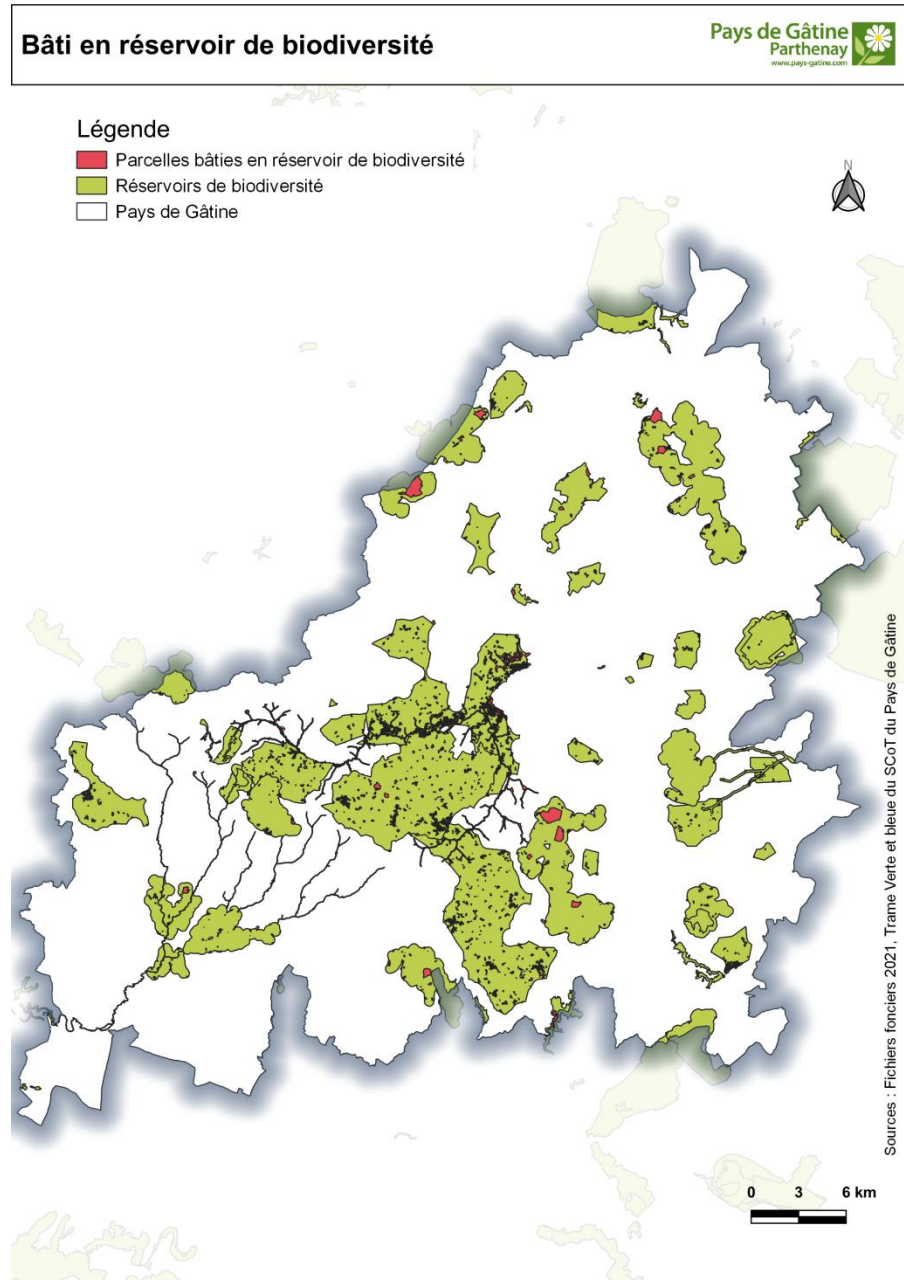 Bâti en réservoir de biodiversité
Pays de Gâtine
Parthenay
www.pays-gatine.com
Légende
Parcelles bâties en réservoir de biodiversité
Réservoirs de biodiversité
Pays de Gâtine
N
Sources : Fichiers fonciers 2021, Trame Verte et bleue du SCoT du Pays de Gâtine
0 3 6 km